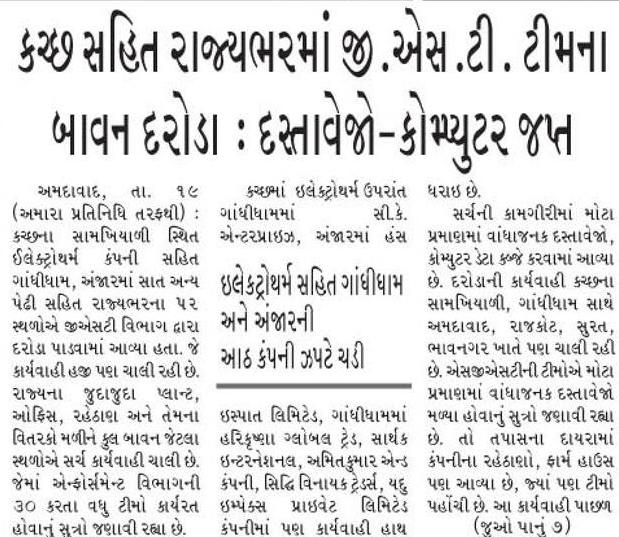 કચ્છ સહિત રાજ્યભરમાં જી.એસ.ટી. ટીમના
બાવન દરોડા : દસ્તાવેજો-કોમ્પ્યુટર જપ્ત
અમદાવાદ, તા. ૧૯
(અમારા પ્રતિનિધિ તરફથી) :
કચ્છના સામખિયાળી સ્થિત
ઈલેક્ટ્રોથર્મ કંપની સહિત
ગાંધીધામ, અંજારમાં સાત અન્ય
પેઢી સહિત રાજ્યભરના ૫૨
સ્થળોએ જીએસટી વિભાગ દ્વારા
દરોડા પાડવામાં આવ્યા હતા. જે
કાર્યવાહી હજી પણ ચાલી રહી છે.
રાજ્યના જુદાજુદા પ્લાન્ટ,
ઓફિસ, રહેઠાણ અને તેમના
વિતરકો મળીને કુલ બાવન જેટલા
સ્થળોએ સર્ચ કાર્યવાહી ચાલી છે.
જેમાં એન્ફોર્સમેન્ટ વિભાગની
૩૦ કરતા વધુ ટીમો કાર્યરત
હોવાનું સુત્રો જણાવી રહ્યા છે.
કચ્છમાં ઇલેક્ટ્રોથર્મ ઉપરાંત
ગાંધીધામમાં સી.કે.
એન્ટરપ્રાઇઝ, અંજારમાં હંસ
ઇલેક્ટ્રોથર્મ સહિત ગાંધીધામ
અને અંજારની
આઠ કંપની ઝપટે ચડી
ઇસ્પાત લિમિટેડ, ગાંધીધામમાં
હરિકૃષ્ણા ગ્લોબલ ટ્રેડ, સાર્થક
ઇન્ટરનેશનલ, અમિતકુમાર એન્ડ
કંપની, સિદ્ધિ વિનાયક ટ્રેડર્સ, યદુ
ઇમ્પેક્સ પ્રાઇવેટ લિમિટેડ
કંપનીમાં પણ કાર્યવાહી હાથ
ધરાઇ છે.
સર્ચની કામગીરીમાં મોટા
પ્રમાણમાં વાંધાજનક દસ્તાવેજો,
કોમ્યુટર ડેટા કબ્જે કરવામાં આવ્યા
છે. દરોડાની કાર્યવાહી કચ્છના
સામખિયાળી, ગાંધીધામ સાથે
અમદાવાદ, રાજકોટ, સુરત,
ભાવનગર ખાતે પણ ચાલી રહી
છે. એસજીએસટીની ટીમોએ મોટા
પ્રમાણમાં વાંધાજનક દસ્તાવેજો
મળ્યા હોવાનું સુત્રો જણાવી રહ્યા
છે. તો તપાસના દાયરામાં
કંપનીના રહેઠાણો, ફાર્મ હાઉસ
પણ આવ્યા છે, જ્યાં પણ ટીમો
પહોંચી છે. આ કાર્યવાહી પાછળ
(જુઓ પાનું ૭)